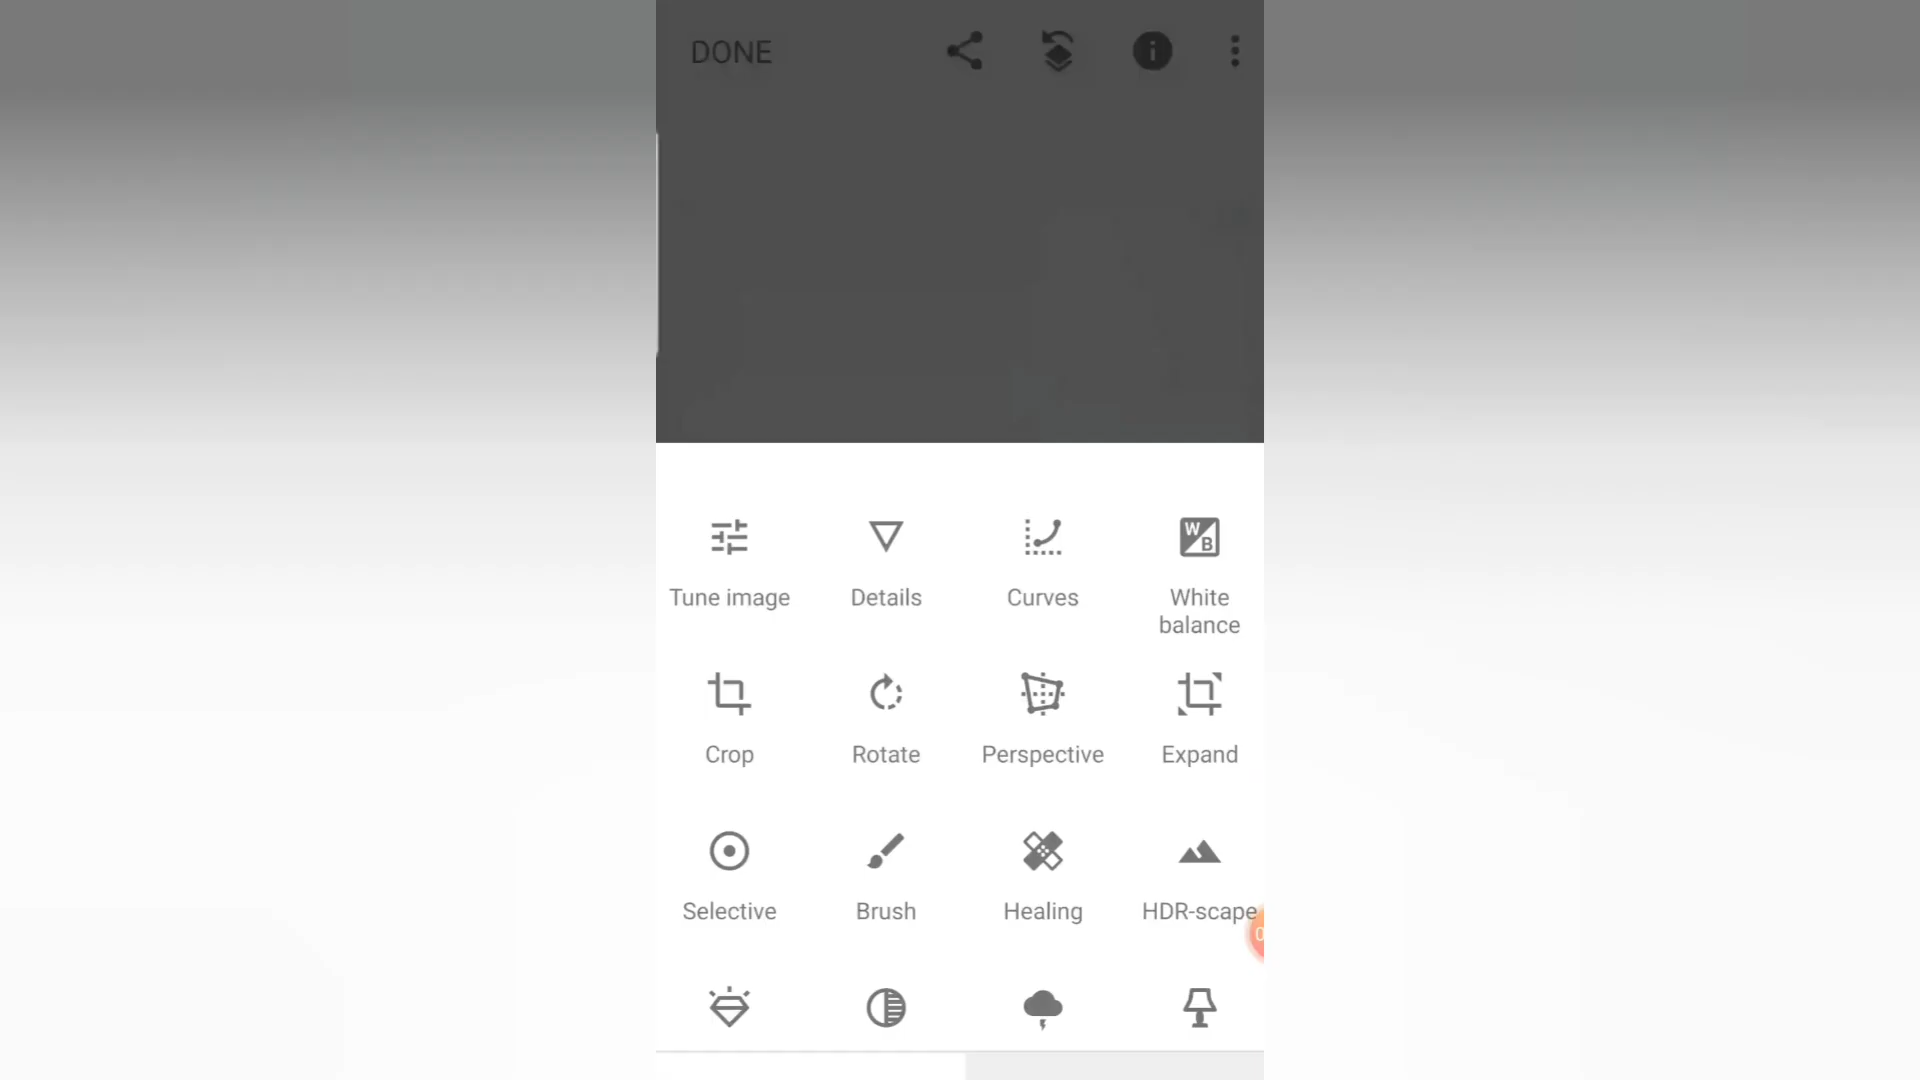 DONE
Tune image
Details
Curves
White
balance
Crop
Rotate
Perspective
Expand
Selective
Brush
Healing
HDR-scape